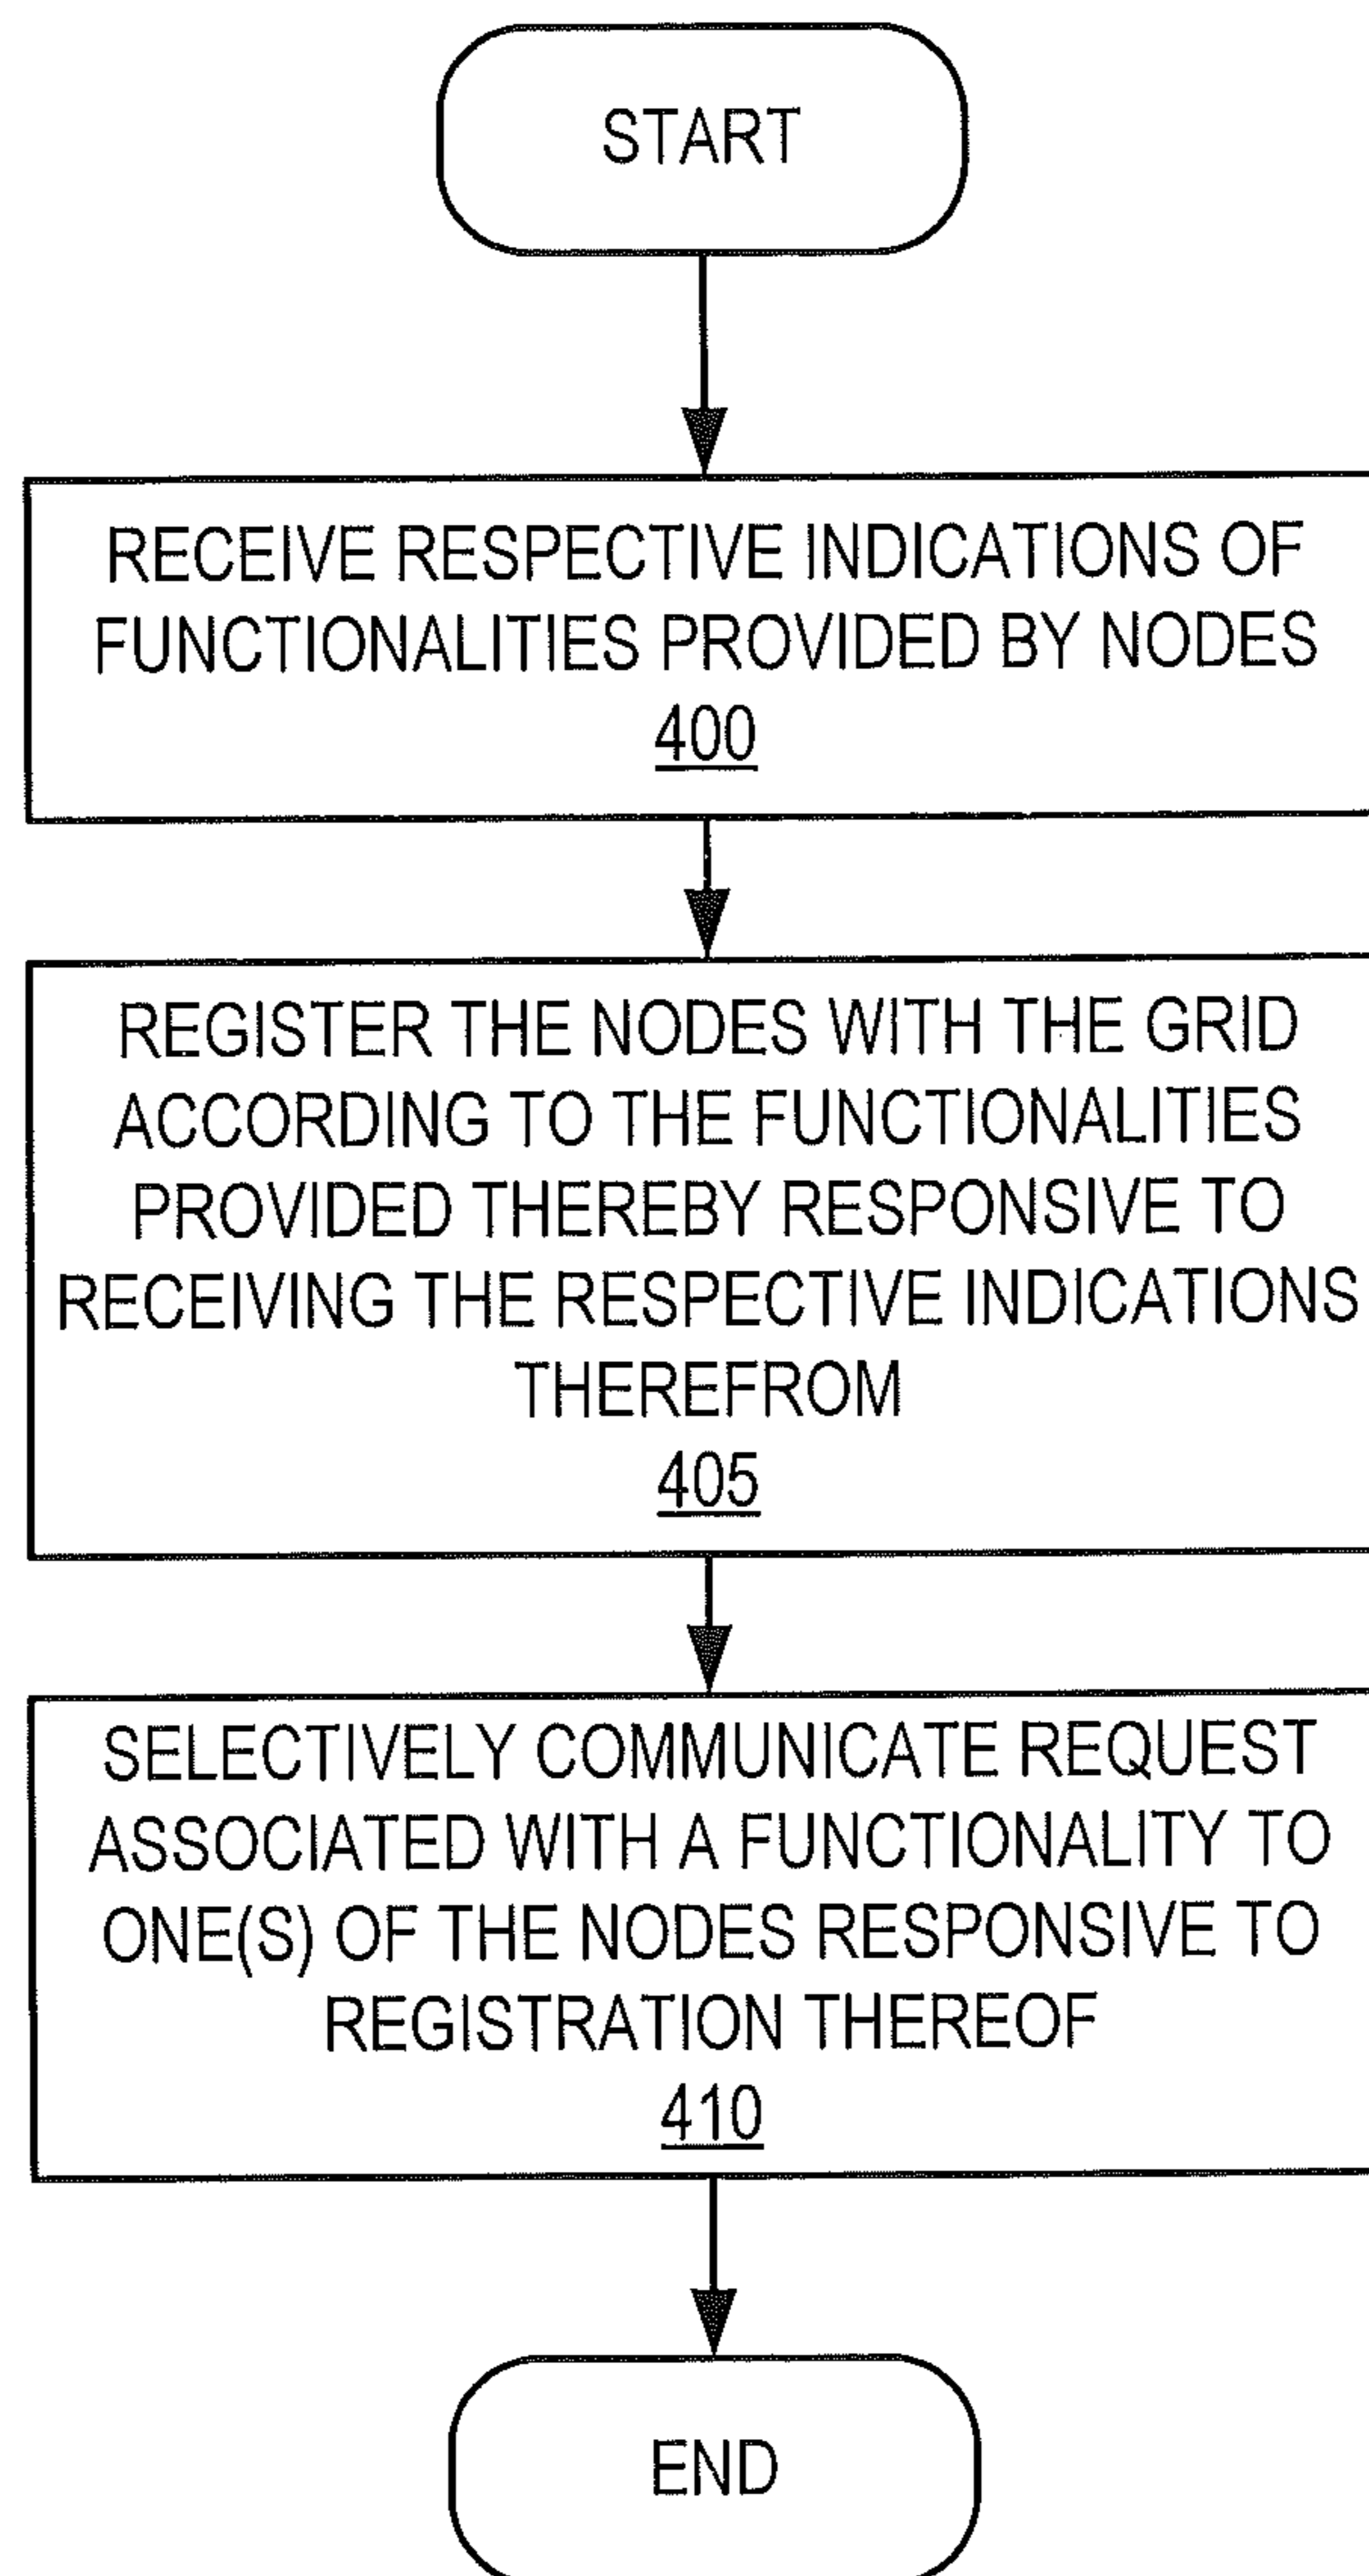 START
RECEIVE RESPECTIVE INDICATIONS OF
FUNCTIONALITIES PROVIDED BY NODES
400
REGISTER THE NODES WITH THE GRID
ACCORDING TO THE FUNCTIONALITIES
PROVIDED THEREBY RESPONSIVE TO
RECEIVING THE RESPECTIVE INDICATIONS
THEREFROM
405
SELECTIVELY COMMUNICATE REQUEST
ASSOCIATED WITH A FUNCTIONALITY TO
ONE(S) OF THE NODES RESPONSIVE TO
REGISTRATION THEREOF
410
END